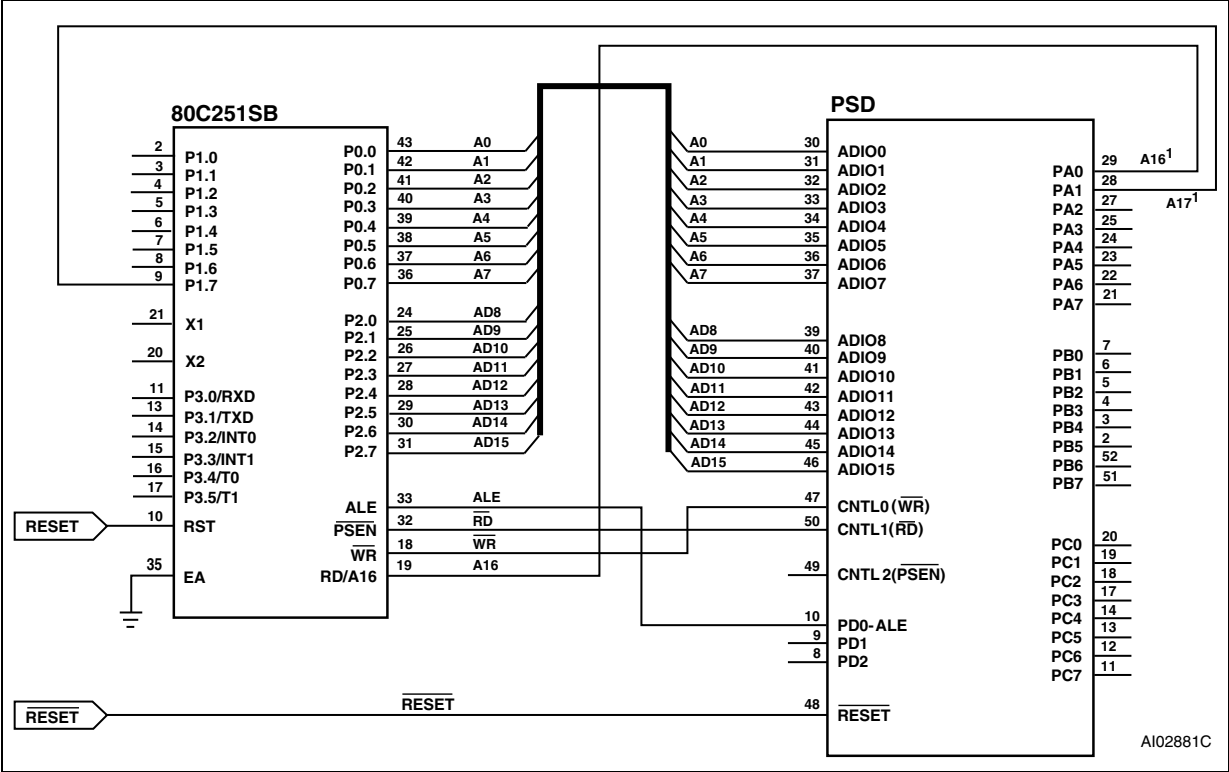 80C251SB
2 P1.0
3 P1.1
4 P1.2
5 P1.3
6 P1.4
7 P1.5
8 P1.6
9 P1.7
21 X1
20 X2
11 P3.0/RXD
13 P3.1/TXD
14 P3.2/INT0
15 P3.3/INT1
16 P3.4/T0
17 P3.5/T1
RESET 10 RST
35 EA
P0.0 43 A0
P0.1 42 A1
P0.2 41 A2
P0.3 40 A3
P0.4 39 A4
P0.5 38 A5
P0.6 37 A6
P0.7 36 A7
P2.0 24 AD8
P2.1 25 AD9
P2.2 26 AD10
P2.3 27 AD11
P2.4 28 AD12
P2.5 29 AD13
P2.6 30 AD14
P2.7 31 AD15
ALE 33 ALE
PSEN 32 RD
WR 18 WR
RD/A16 19 A16
PSD
A0 30 ADIO0
A1 31 ADIO1
A2 32 ADIO2
A3 33 ADIO3
A4 34 ADIO4
A5 35 ADIO5
A6 36 ADIO6
A7 37 ADIO7
AD8 39 ADIO8
AD9 40 ADIO9
AD10 41 ADIO10
AD11 42 ADIO11
AD12 43 ADIO12
AD13 44 ADIO13
AD14 45 ADIO14
AD15 46 ADIO15
47 CNTL0(WR)
50 CNTL1(RD)
49 CNTL 2(PSEN)
10 PD0-ALE
9 PD1
8 PD2
RESET RESET 48 RESET
PA0 29 A16¹
PA1 28 A17¹
PA2 27
PA3 25
PA4 24
PA5 23
PA6 22
PA7 21
PB0 7
PB1 6
PB2 5
PB3 4
PB4 3
PB5 2
PB6 52
PB7 51
PC0 20
PC1 19
PC2 18
PC3 17
PC4 14
PC5 13
PC6 12
PC7 11
AI02881C